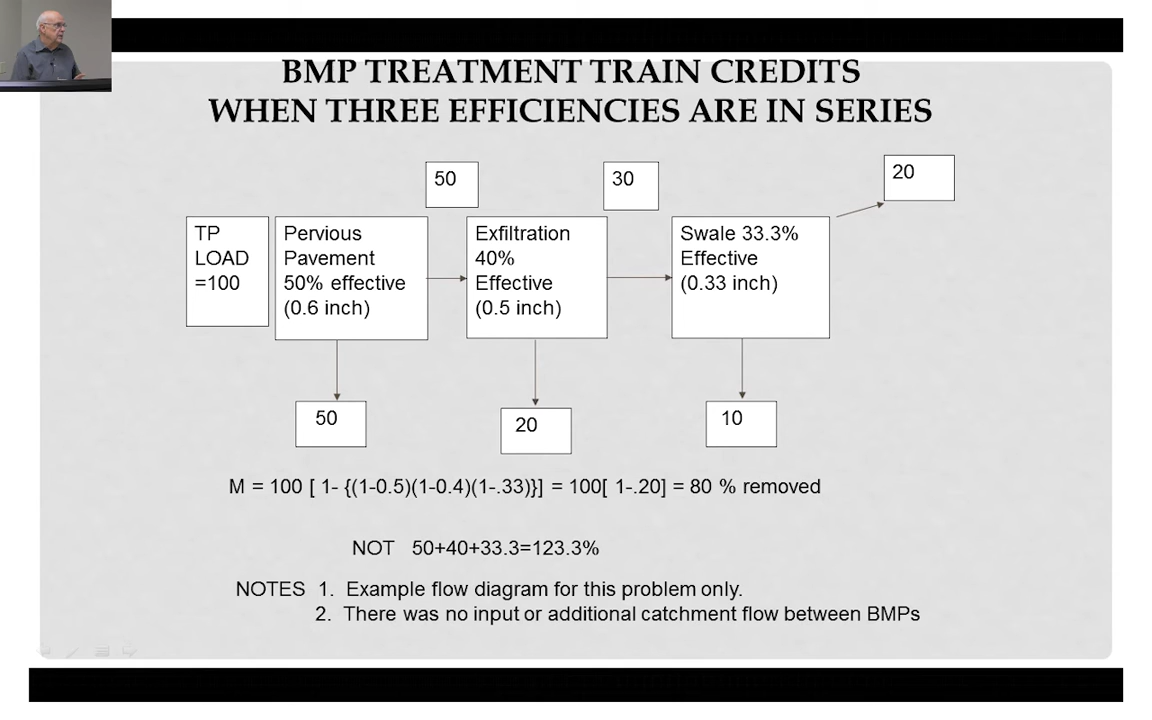 BMP TREATMENT TRAIN CREDITS
WHEN THREE EFFICIENCIES ARE IN SERIES
50
30
20
TP
LOAD
=100
Pervious
Pavement
50% effective
(0.6 inch)
Exfiltration
40%
Effective
(0.5 inch)
Swale 33.3%
Effective
(0.33 inch)
50
20
10
M = 100 [ 1- {(1-0.5)(1-0.4)(1-.33)}] = 100[ 1-.20] = 80 % removed
NOT 50+40+33.3=123.3%
NOTES 1. Example flow diagram for this problem only.
2. There was no input or additional catchment flow between BMPs